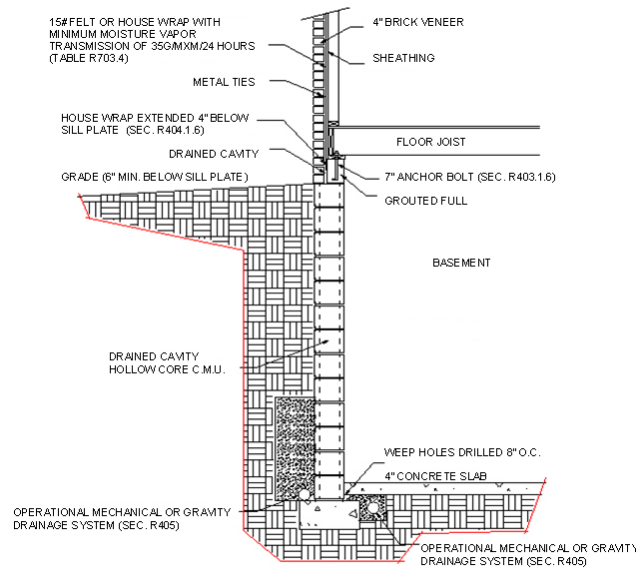 15# FELT OR HOUSE WRAP WITH
MINIMUM MOISTURE VAPOR
TRANSMISSION OF 35G/MXM/24 HOURS
(TABLE R703.4)
METAL TIES
HOUSE WRAP EXTENDED 4" BELOW
SILL PLATE (SEC. R404.1.6)
DRAINED CAVITY
GRADE (6" MIN. BELOW SILL PLATE)
4" BRICK VENEER
SHEATHING
FLOOR JOIST
7" ANCHOR BOLT (SEC. R403.1.6)
GROUTED FULL
BASEMENT
DRAINED CAVITY
HOLLOW CORE C.M.U.
WEEP HOLES DRILLED 8" O.C.
4" CONCRETE SLAB
OPERATIONAL MECHANICAL OR GRAVITY
DRAINAGE SYSTEM (SEC. R405)
OPERATIONAL MECHANICAL OR GRAVITY
DRAINAGE SYSTEM (SEC. R405)